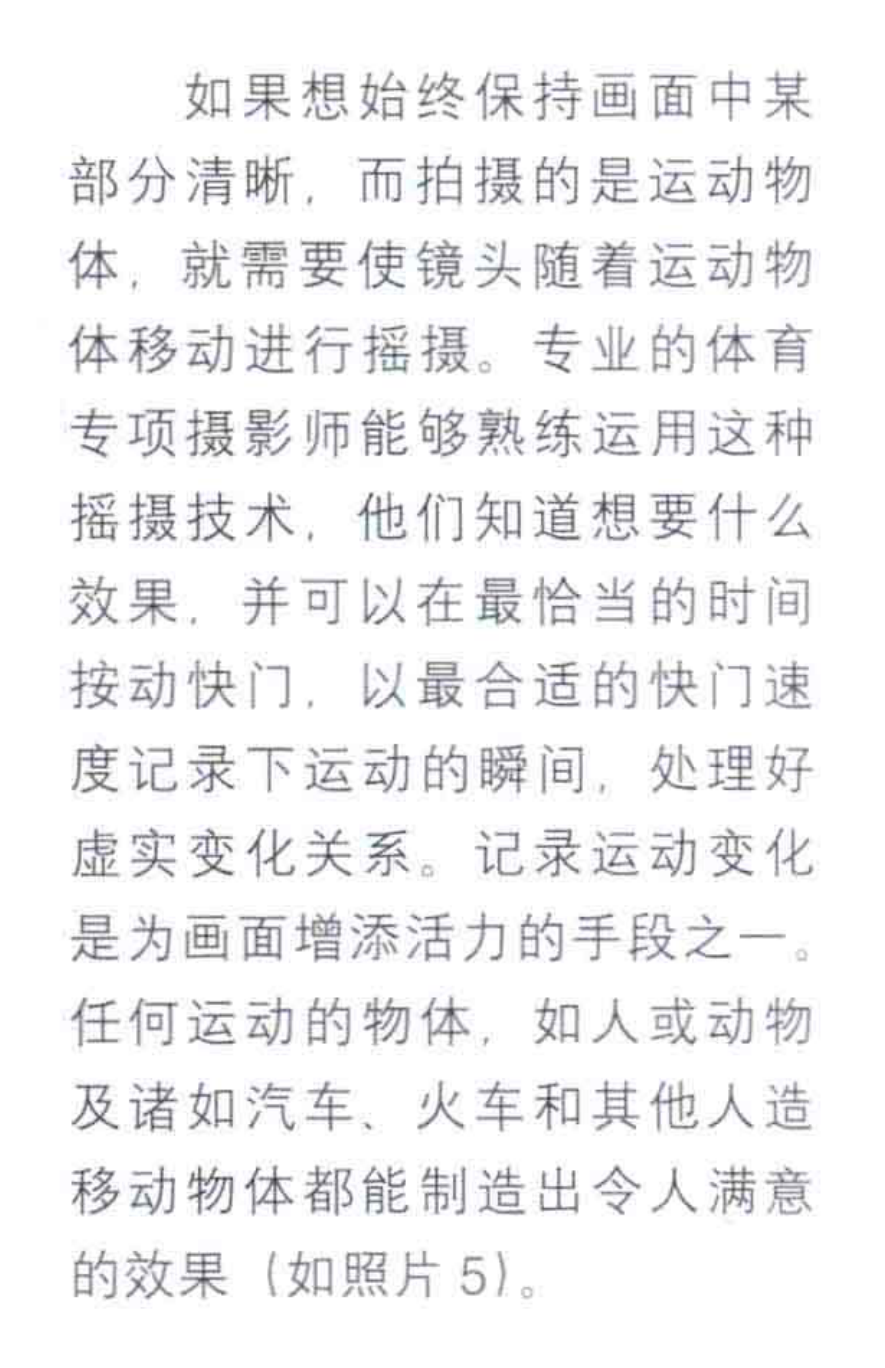 如果想始终保持画面中某
部分清晰，而拍摄的是运动物
体，就需要使镜头随着运动物
体移动进行摇摄。专业的体育
专项摄影师能够熟练运用这种
摇摄技术，他们知道想要什么
效果，并可以在最恰当的时间
按动快门，以最合适的快门速
度记录下运动的瞬间，处理好
虚实变化关系。记录运动变化
是为画面增添活力的手段之一。
任何运动的物体，如人或动物
及诸如汽车、火车和其他人造
移动物体都能制造出令人满意
的效果（如照片 5）。